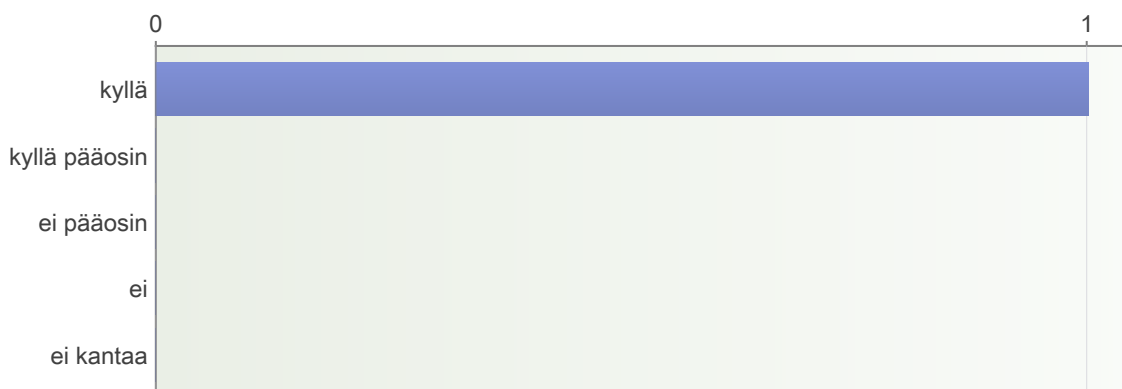 0 1
kyllä
kyllä pääosin
ei pääosin
ei
ei kantaa